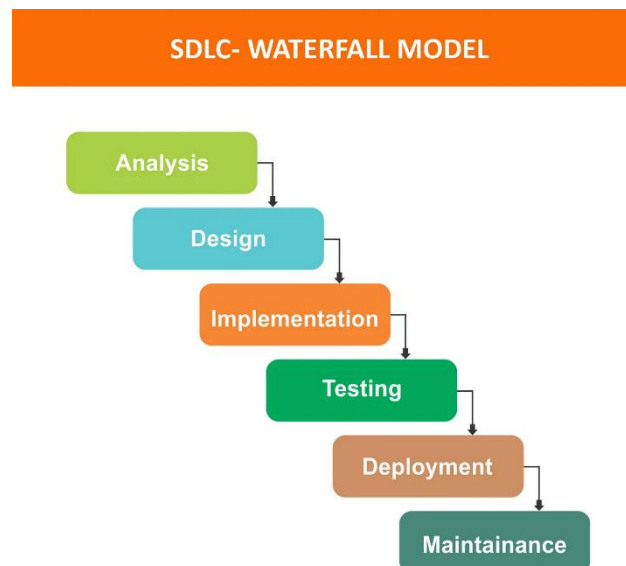 SDLC- WATERFALL MODEL
Analysis
Design
Implementation
Testing
Deployment
Maintainance